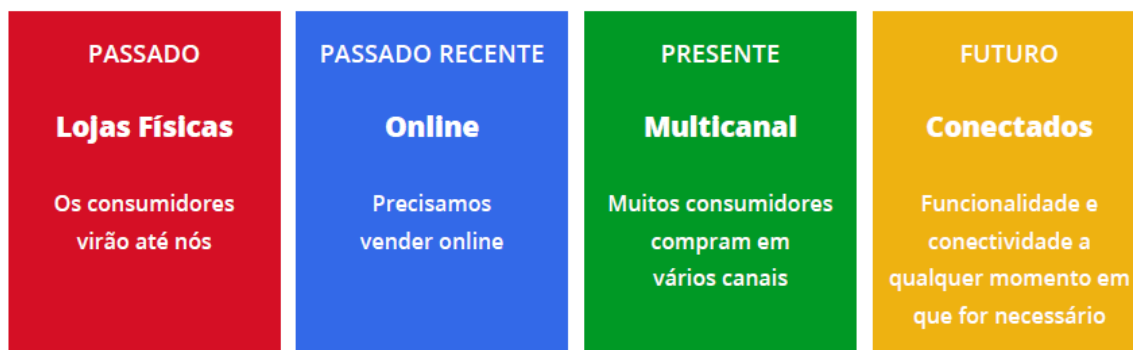 PASSADO
Lojas Físicas
Os consumidores
virão até nós
PASSADO RECENTE
Online
Precisamos
vender online
PRESENTE
Multicanal
Muitos consumidores
compram em
vários canais
FUTURO
Conectados
Funcionalidade e
conectividade a
qualquer momento em
que for necessário